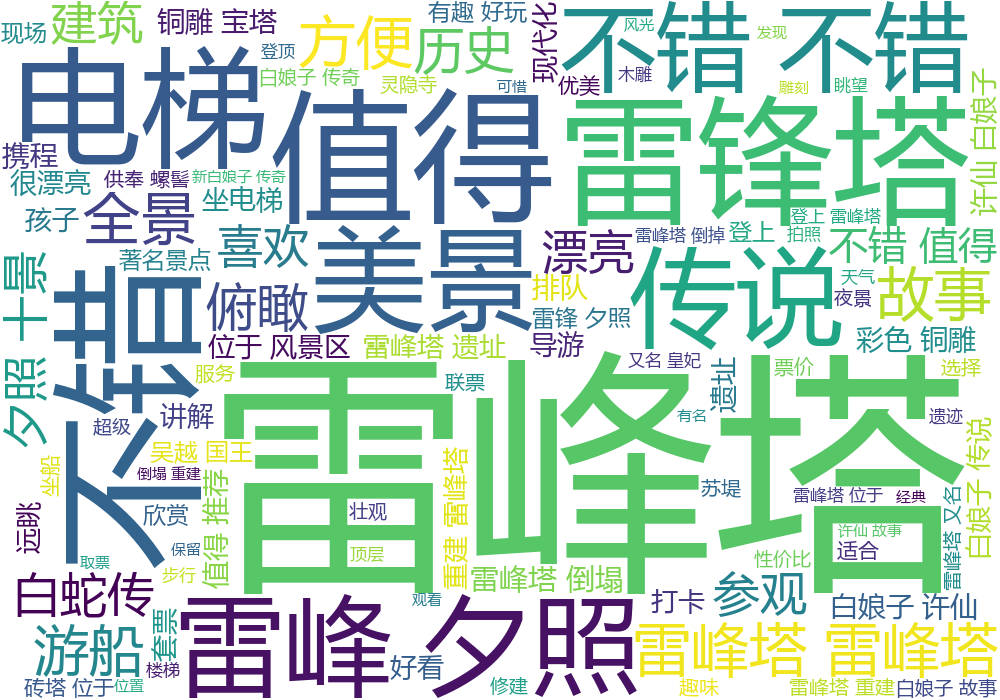 现场
建筑
铜雕 宝塔
登顶
方便
有趣 好玩
历史
白娘子 传奇
灵隐寺
可惜
现代化
不错 不错
风光
发现
木雕
优美
雕刻
眺望
许仙 白娘子
电梯
值得
雷锋塔
携程
很漂亮
供奉 螺髻
新白娘子 传奇
坐电梯
孩子
全景
喜欢
著名景点
美景
漂亮
雷峰塔 倒掉
登上
登上 雷峰塔
拍照
不错 值得
十景
夕照
不错
俯瞰
排队
传说
天气
夜景
故事
雷锋 夕照
彩色 铜雕
位于 风景区
雷峰塔 遗址
导游
又名 皇妃
遗址
票价
选择
服务
联票
雷峰塔
超级
讲解
有名
遗迹
吴越 国王
坐船
倒塌 重建
值得 推荐
重建 雷峰塔
苏堤
雷峰塔 位于
经典
白娘子 传说
雷峰塔 又名
远眺
欣赏
壮观
许仙 故事
保留
顶层
性价比
适合
取票
步行
雷峰塔 倒塌
白蛇传
雷峰 夕照
观看
打卡
参观
白娘子 许仙
游船
套票
楼梯
好看
雷峰塔 雷峰塔
砖塔 位于
位置
修建
趣味
雷峰塔 重建
白娘子 故事